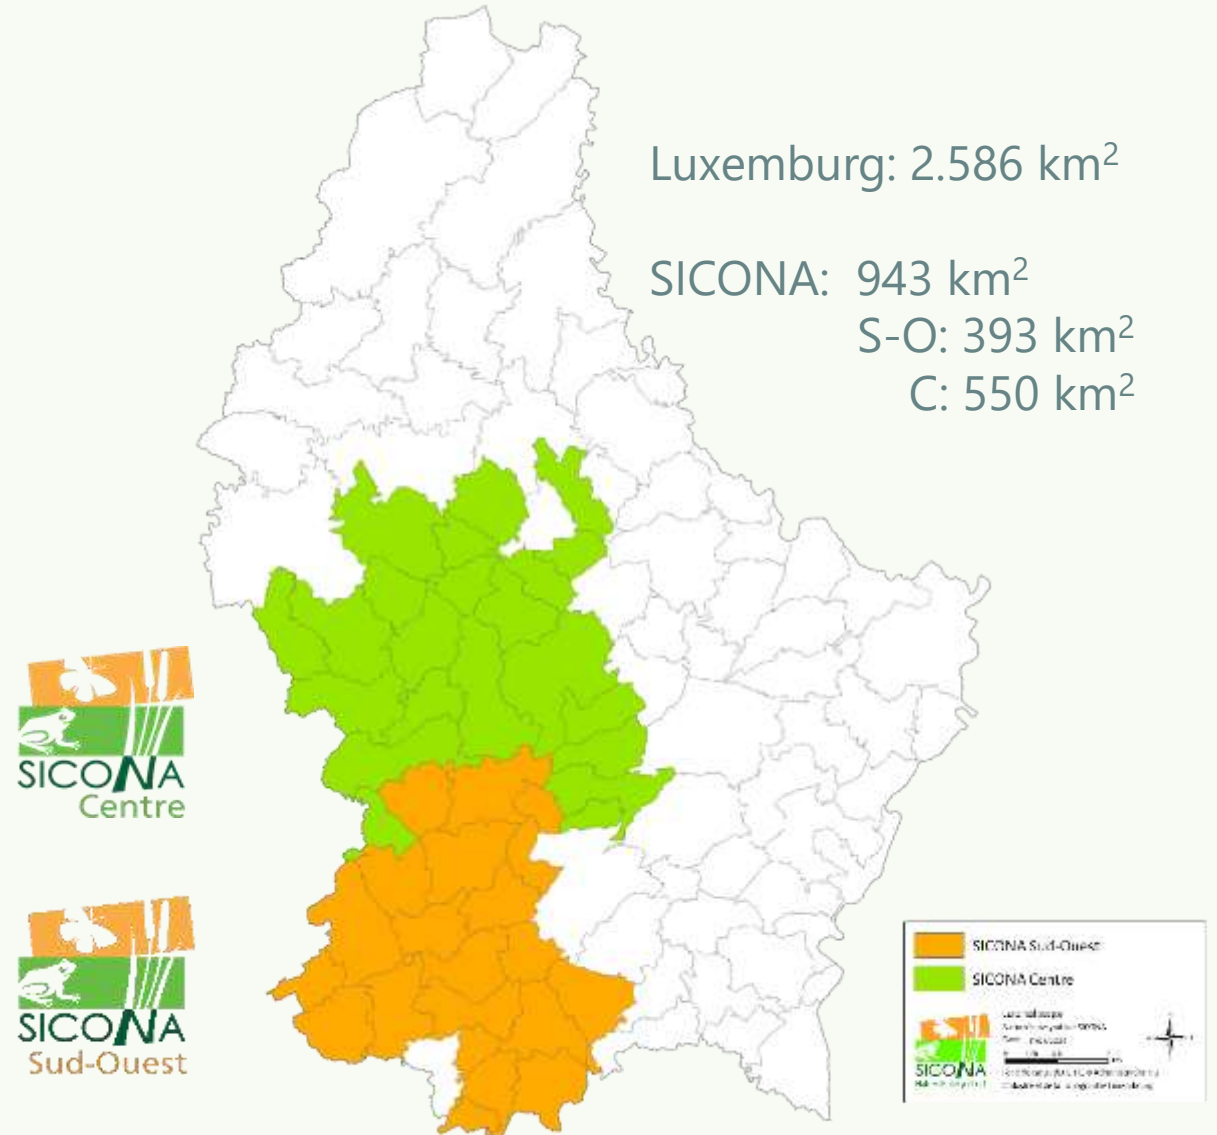 Luxemburg: 2.586 km²
SICONA: 943 km²
S-O: 393 km²
C: 550 km²
SICONA
Centre
SICONA
Sud-Ouest
SICONA Sud-Ouest
SICONA Centre
SICONA